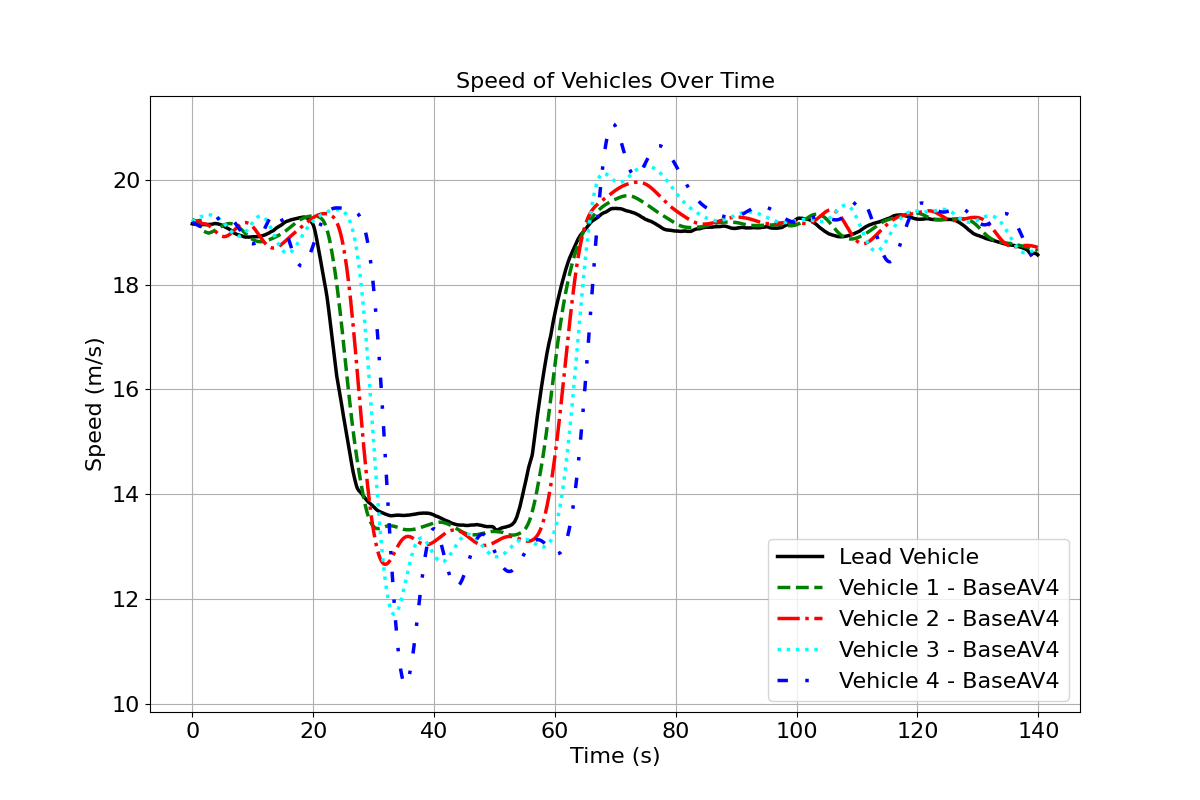 Speed of Vehicles Over Time
Speed (m/s)
20
18
16
14
12
10
0 20 40 60 80 100 120 140
Time (s)
Lead Vehicle
Vehicle 1 - BaseAV4
Vehicle 2 - BaseAV4
Vehicle 3 - BaseAV4
Vehicle 4 - BaseAV4